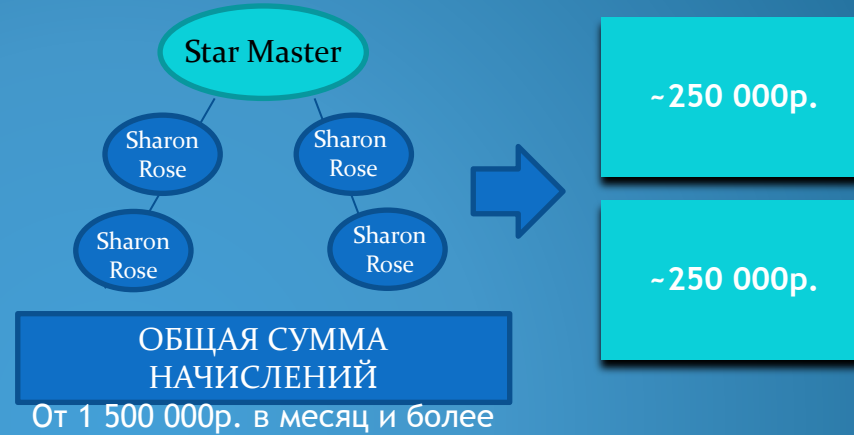 Star Master
Sharon
Rose
Sharon
Rose
Sharon
Rose
Sharon
Rose
~250 000р.
~250 000р.
ОБЩАЯ СУММА
НАЧИСЛЕНИЙ
От 1 500 000р. в месяц и более